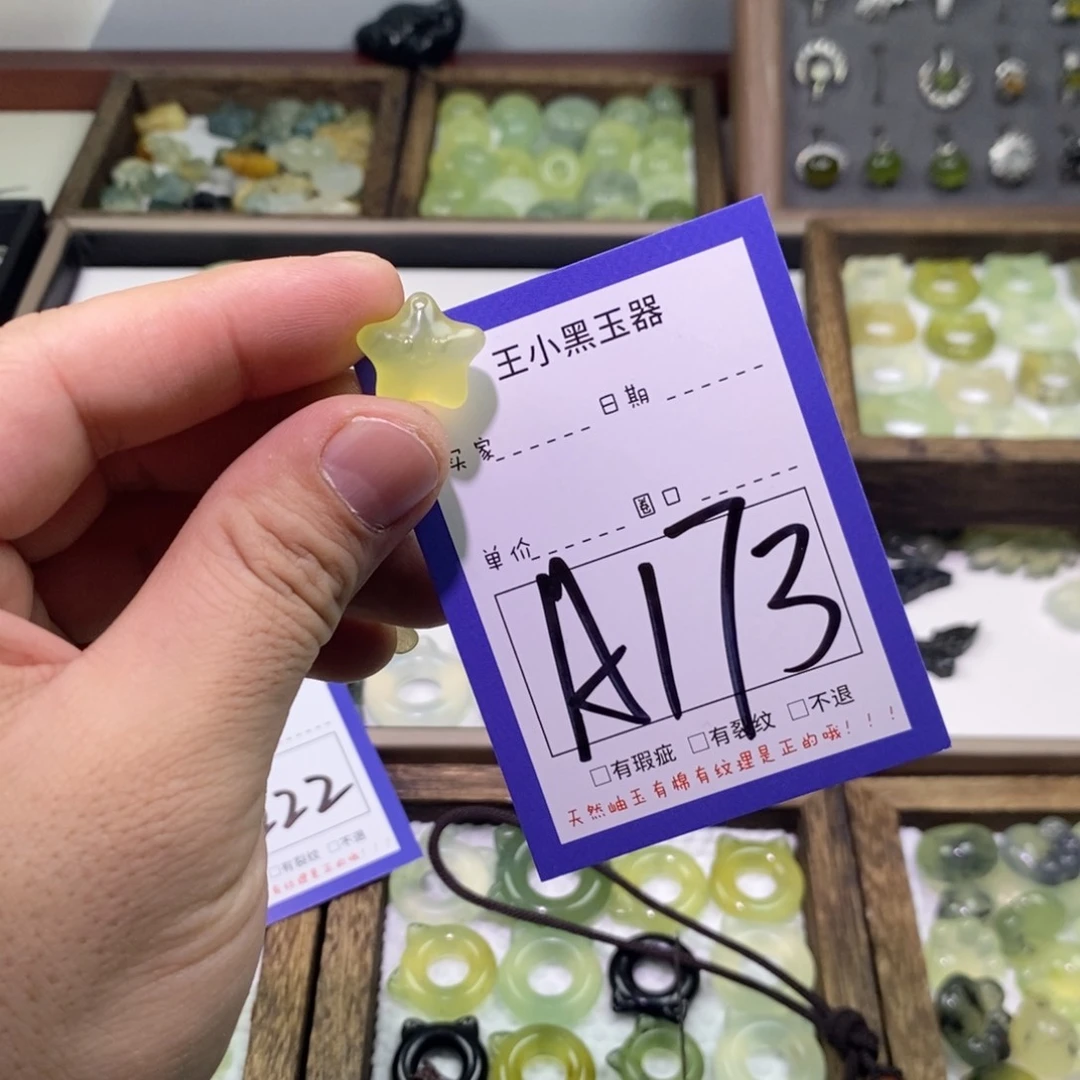 王小黑玉器
日期
买家
圈口
单价
A173
□有瑕疵 □有裂纹 □不退
天然岫玉有棉有纹理是正的哦！！！
222
□有裂纹 □不退